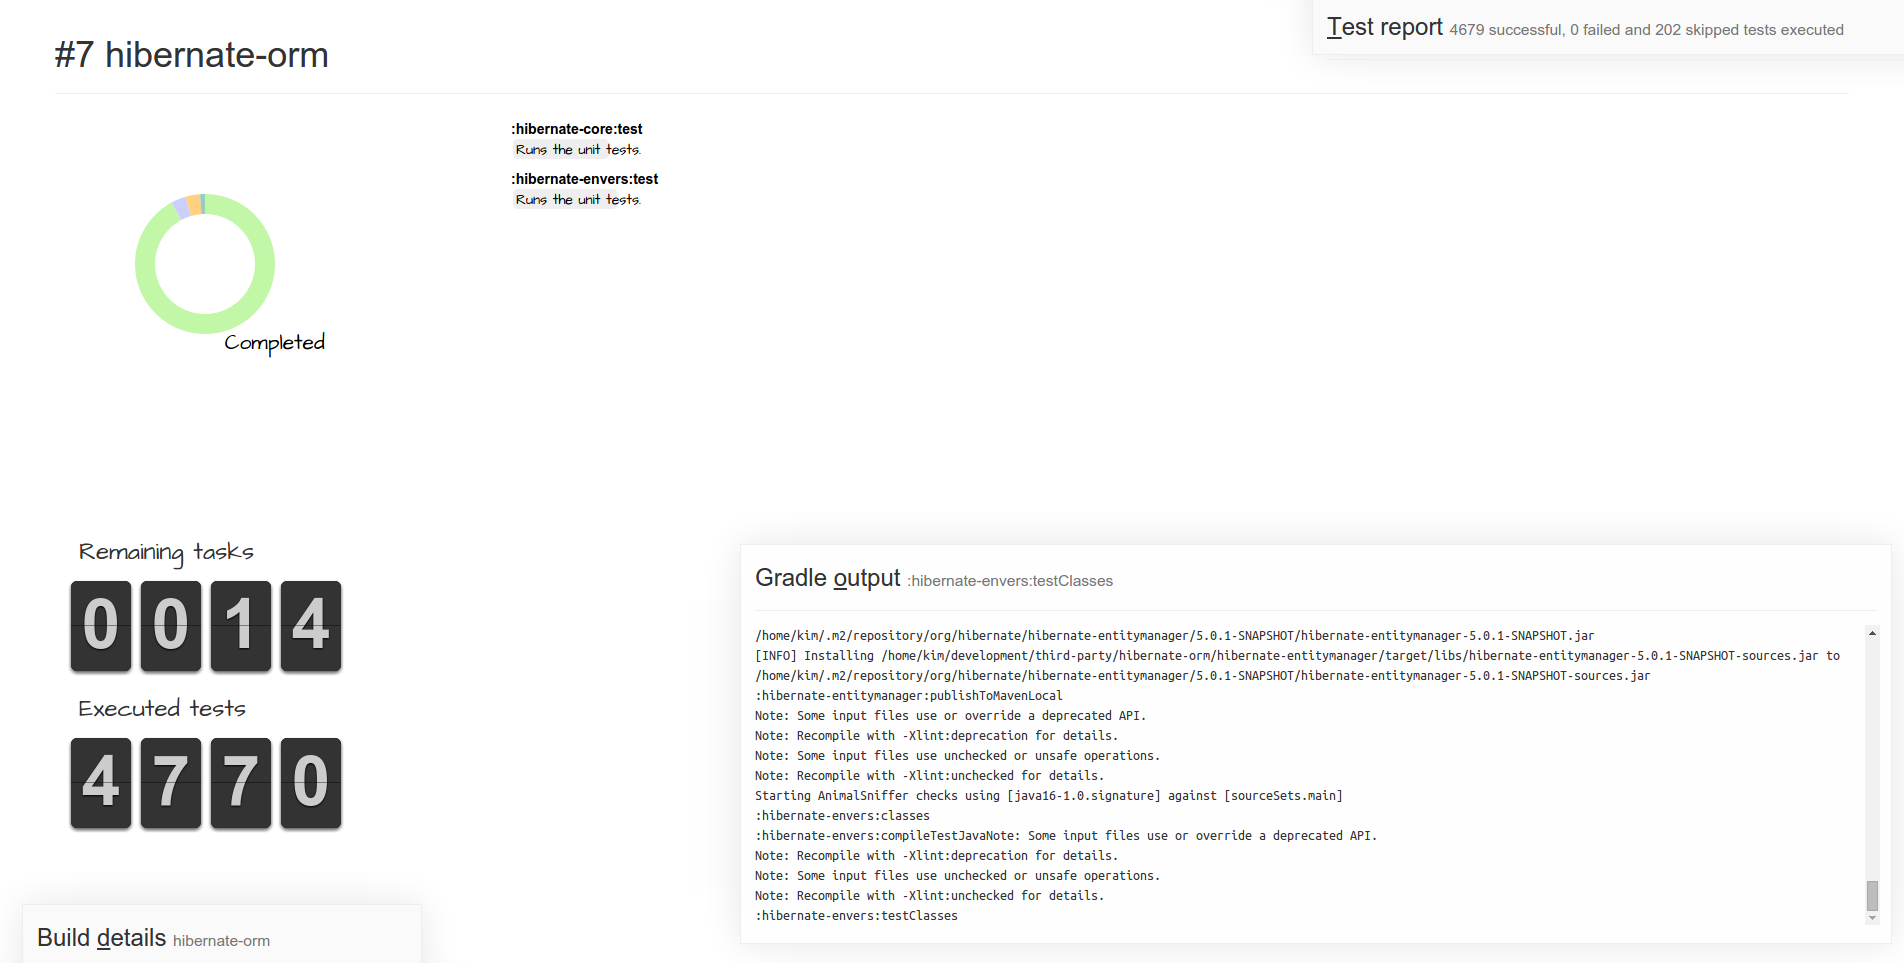 #7 hibernate-orm
Test report 4679 successful, 0 failed and 202 skipped tests executed
:hibernate-core:test
Runs the unit tests.
:hibernate-envers:test
Runs the unit tests.
Completed
Remaining tasks
0014
Executed tests
4770
Build details hibernate-orm
Gradle output :hibernate-envers:testClasses
/home/kim/.m2/repository/org/hibernate/hibernate-entitymanager/5.0.1-SNAPSHOT/hibernate-entitymanager-5.0.1-SNAPSHOT.jar
[INFO] Installing /home/kim/development/third-party/hibernate-orm/hibernate-entitymanager/target/libs/hibernate-entitymanager-5.0.1-SNAPSHOT-sources.jar to
/home/kim/.m2/repository/org/hibernate/hibernate-entitymanager/5.0.1-SNAPSHOT/hibernate-entitymanager-5.0.1-SNAPSHOT-sources.jar
:hibernate-entitymanager:publishToMavenLocal
Note: Some input files use or override a deprecated API.
Note: Recompile with -Xlint:deprecation for details.
Note: Some input files use unchecked or unsafe operations.
Note: Recompile with -Xlint:unchecked for details.
Starting AnimalSniffer checks using [java16-1.0.signature] against [sourceSets.main]
:hibernate-envers:classes
:hibernate-envers:compileTestJavaNote: Some input files use or override a deprecated API.
Note: Recompile with -Xlint:deprecation for details.
Note: Some input files use unchecked or unsafe operations.
Note: Recompile with -Xlint:unchecked for details.
:hibernate-envers:testClasses